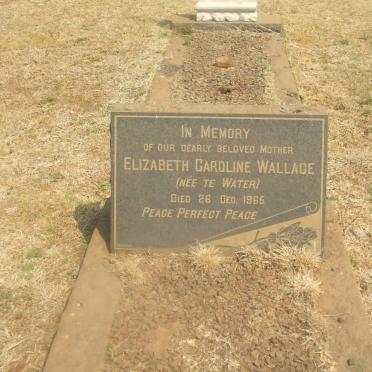 IN MEMORY
OF OUR DEARLY BELOVED MOTHER
ELIZABETH CAROLINE WALLACE
(NÉE TE WATER)
DIED 26 DEC. 1965
PEACE PERFECT PEACE